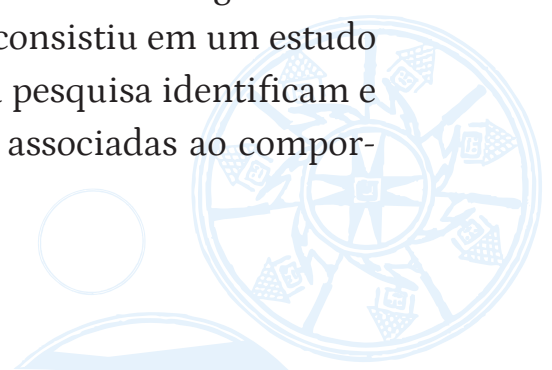 consistiu em um estudo
pesquisa identificam e
associadas ao compor-